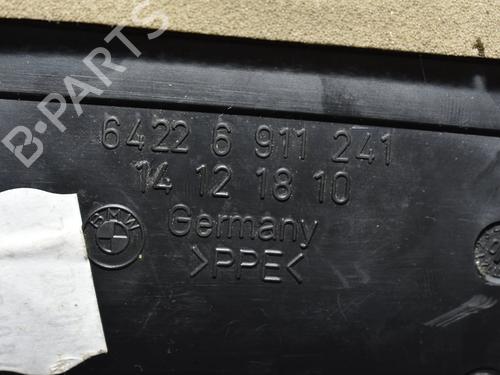 B-PARTS
6422 6 911 241
14 12 18 10
BMW
Germany
>PPE<